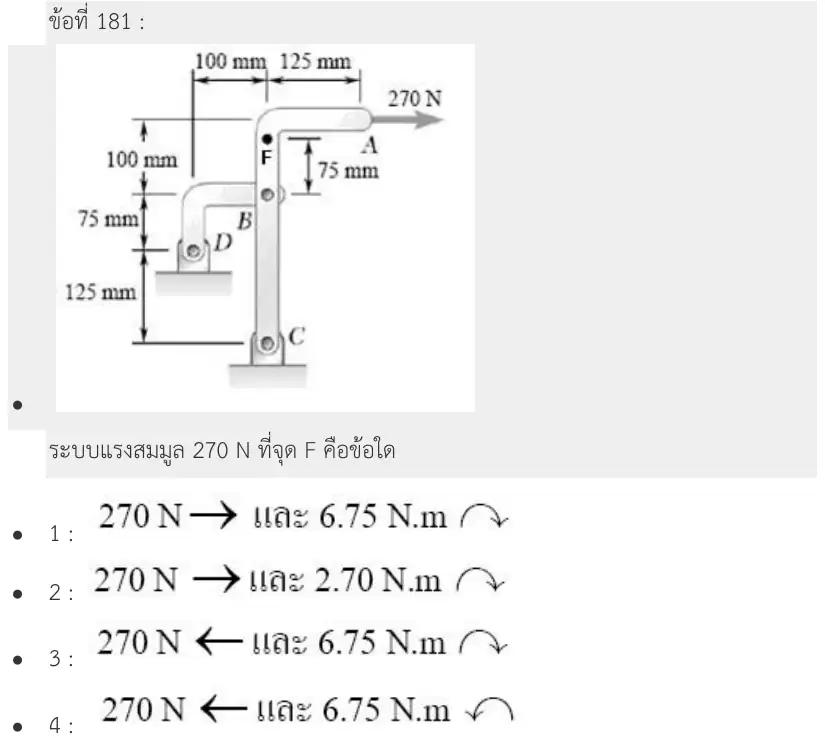 ข้อที่ 181 :
100 mm 125 mm
270 N
A
F
100 mm
75 mm
75 mm
B
D
125 mm
C
ระบบแรงสมมูล 270 N ที่จุด F คือข้อใด
1 : 270 N → และ 6.75 N.m ↷
2 : 270 N → และ 2.70 N.m ↷
3 : 270 N ← และ 6.75 N.m ↷
4 : 270 N ← และ 6.75 N.m ↶